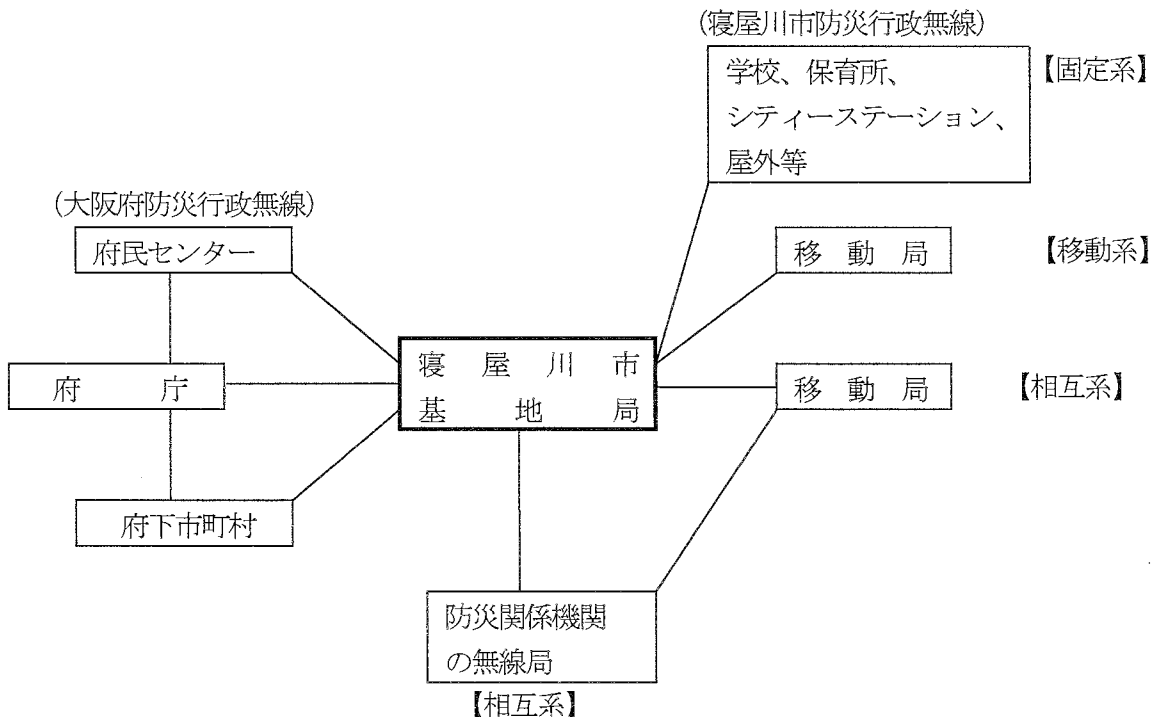 (寝屋川市防災行政無線)
学校、保育所、
シティーステーション、
屋外等
【固定系】
(大阪府防災行政無線)
府民センター
移動局
【移動系】
寝屋川市
基地局
府庁
移動局
【相互系】
府下市町村
防災関係機関
の無線局
【相互系】